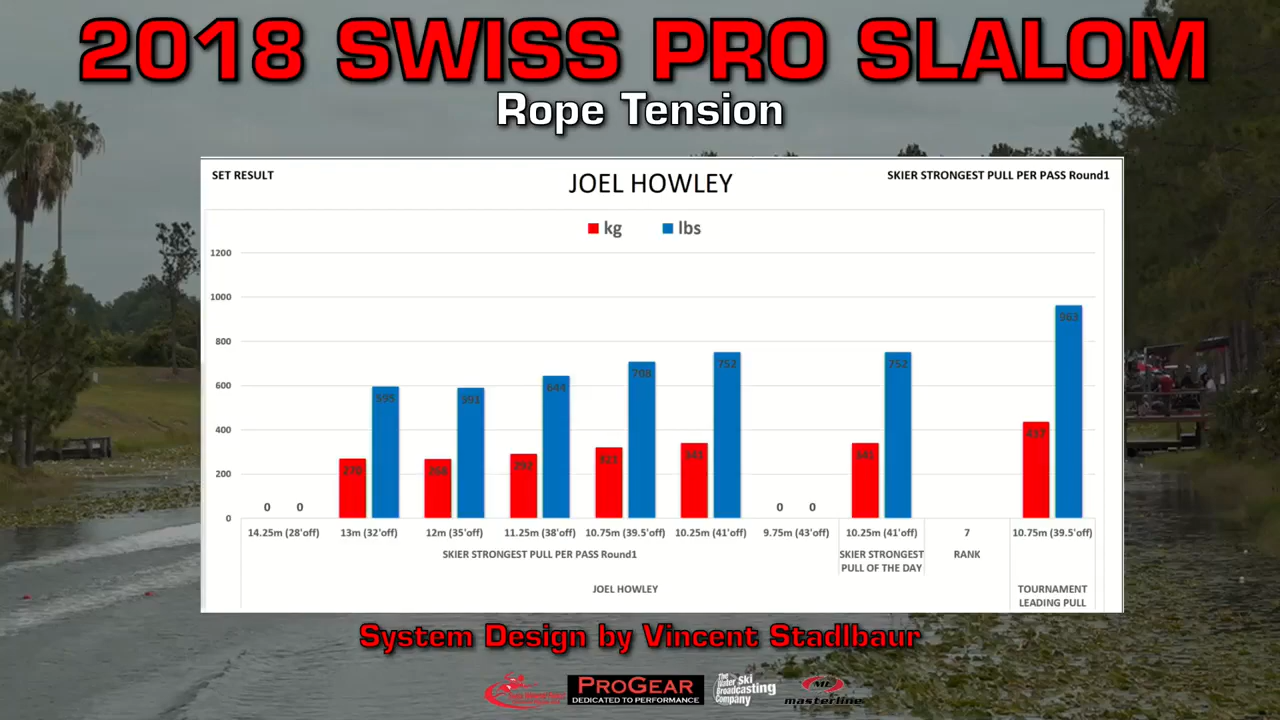 2018 SWISS PRO SLALOM
Rope Tension
SET RESULT
JOEL HOWLEY
SKIER STRONGEST PULL PER PASS Round1
kg lbs
1200
1000
800
600
400
200
0
0 0
270 595
268 591
292 644
321 708
341 752
0 0
341 752
437 963
14.25m (28'off) 13m (32'off) 12m (35'off) 11.25m (38'off) 10.75m (39.5'off) 10.25m (41'off) 9.75m (43'off) 10.25m (41'off) 7 10.75m (39.5'off)
SKIER STRONGEST PULL PER PASS Round1
SKIER STRONGEST
PULL OF THE DAY
RANK
JOEL HOWLEY
TOURNAMENT
LEADING PULL
System Design by Vincent Stadlbaur
PROGEAR
DEDICATED TO PERFORMANCE
The
Water Ski
Broadcasting
Company
masterline